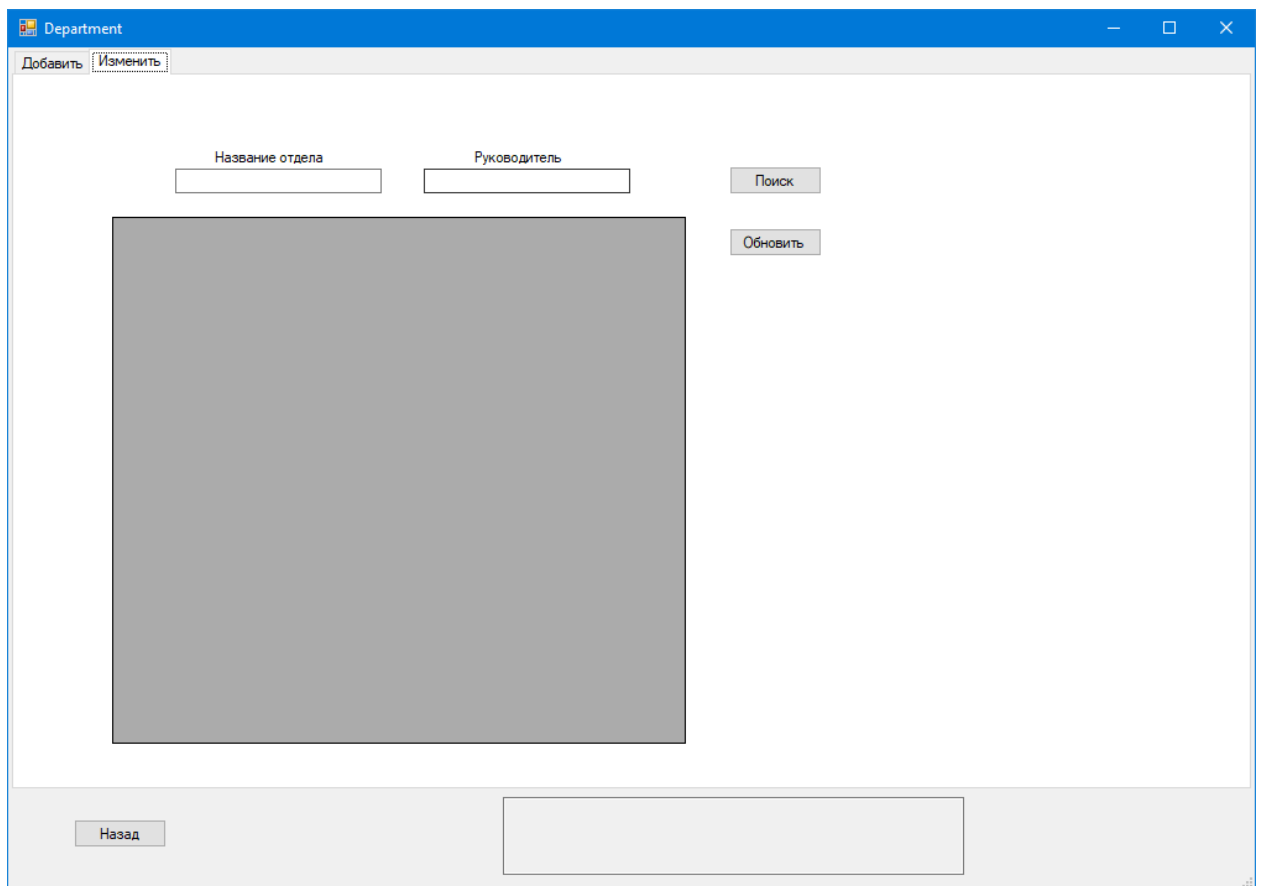 Department
Добавить Изменить
Название отдела Руководитель
Поиск
Обновить
Назад